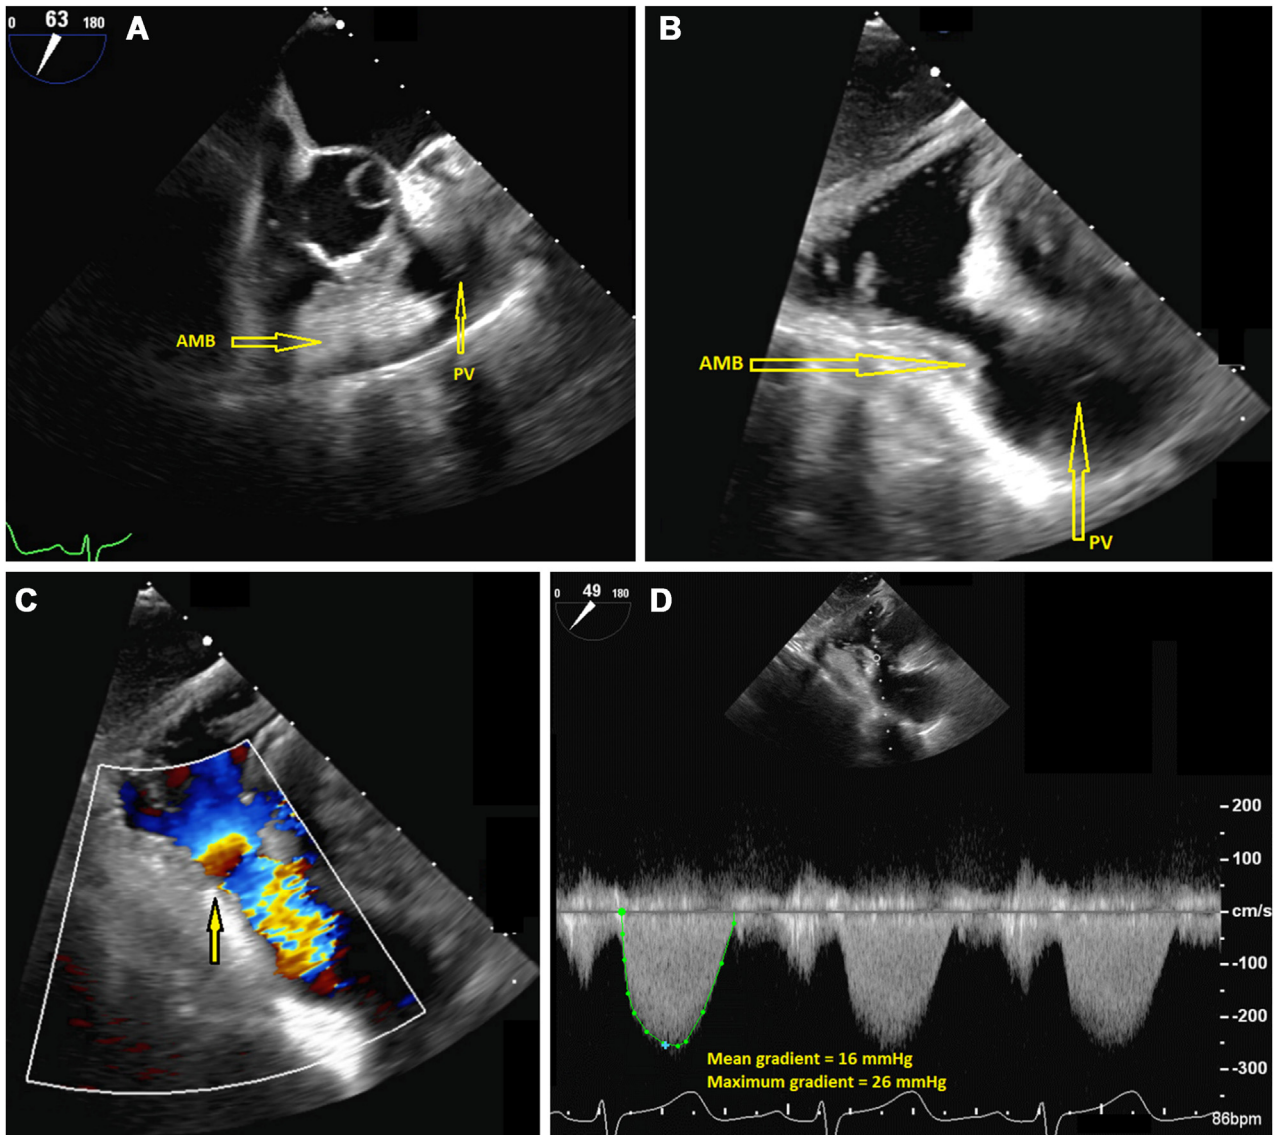 0 63 180
A
AMB
PV
B
AMB
PV
C
0 49 180
D
200
100
cm/s
-100
-200
-300
Mean gradient = 16 mmHg
Maximum gradient = 26 mmHg
86bpm